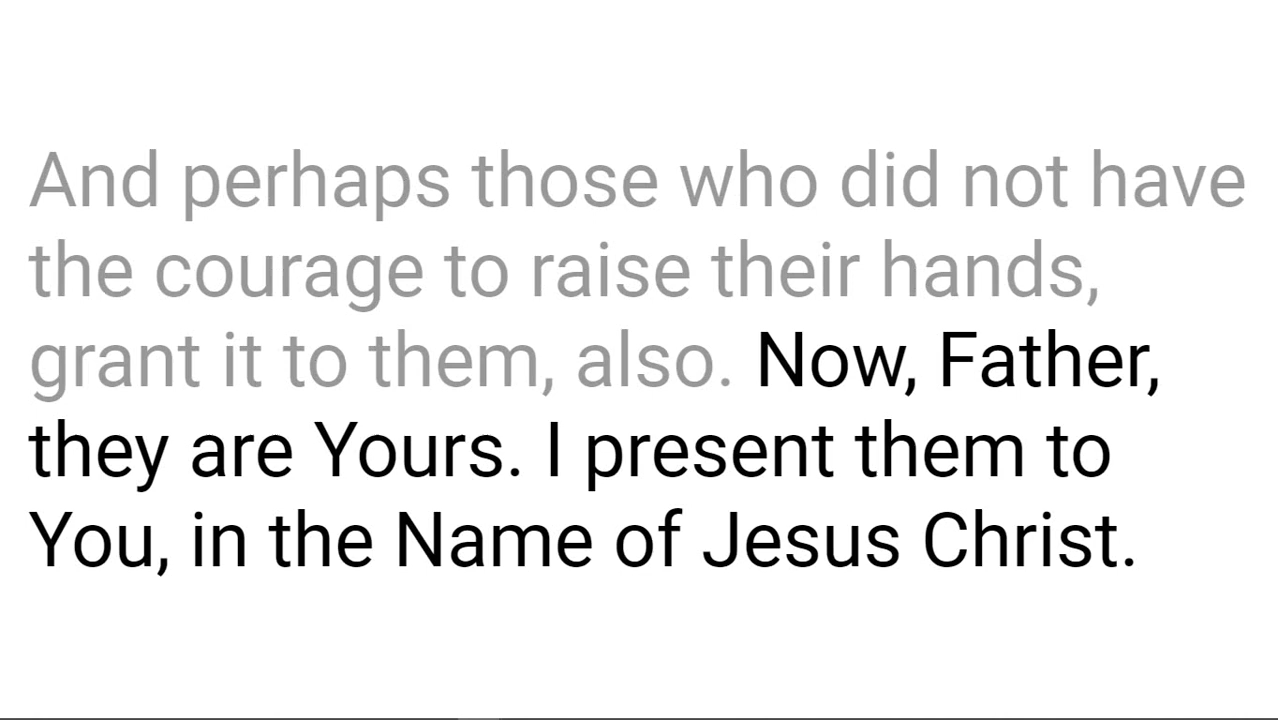 And perhaps those who did not have
the courage to raise their hands,
grant it to them, also. Now, Father,
they are Yours. I present them to
You, in the Name of Jesus Christ.